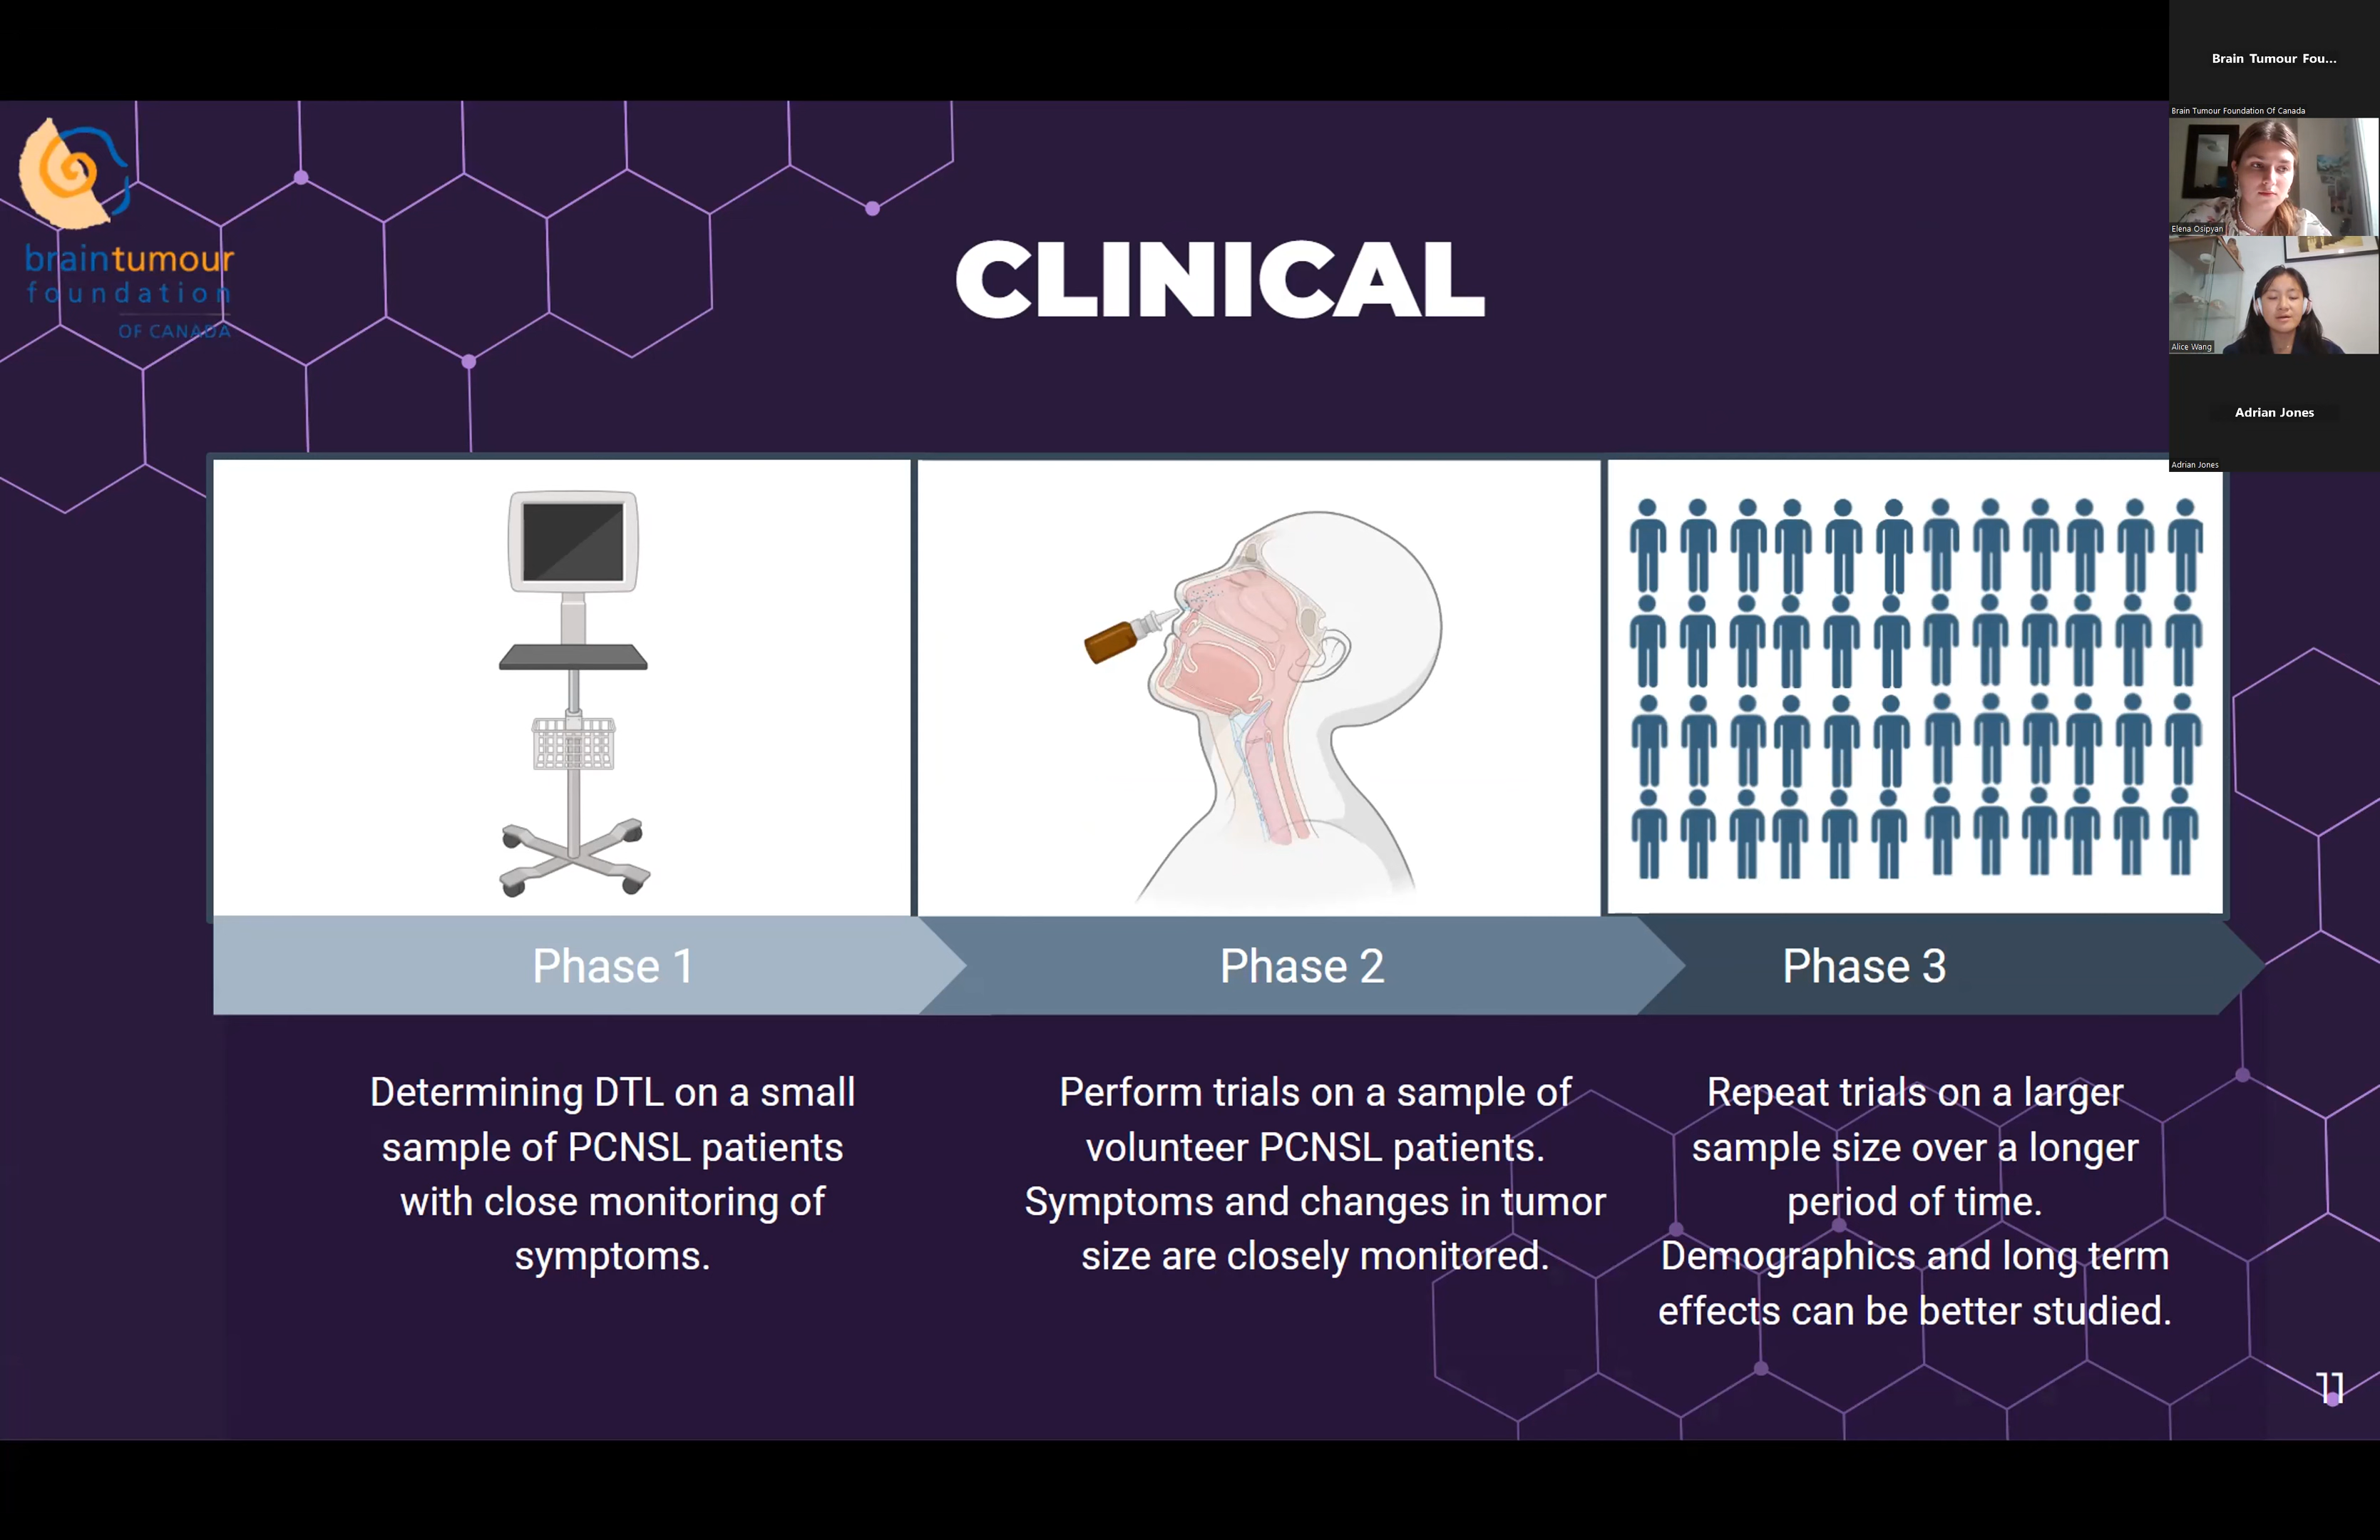 braintumour
foundation
OF CANADA
CLINICAL
Brain Tumour Fou...
Brain Tumour Foundation Of Canada
Elena Osipyan
Alice Wang
Adrian Jones
Adrian Jones
Phase 1
Phase 2
Phase 3
Determining DTL on a small
sample of PCNSL patients
with close monitoring of
symptoms.
Perform trials on a sample of
volunteer PCNSL patients.
Symptoms and changes in tumor
size are closely monitored.
Repeat trials on a larger
sample size over a longer
period of time.
Demographics and long term
effects can be better studied.
11